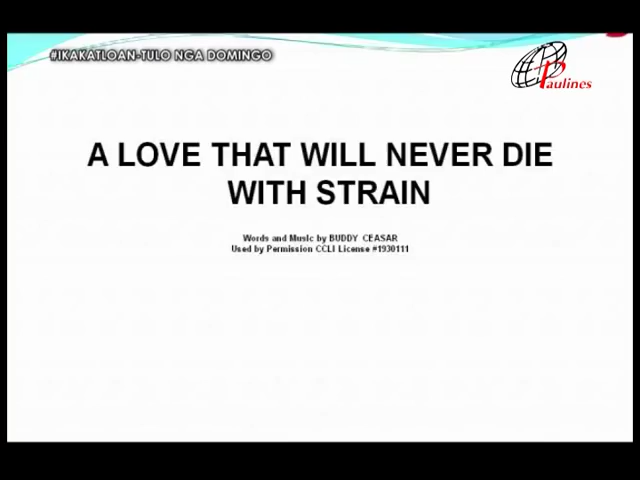 #IKAKATLOAN-TULO NGA DOMINGO
Paulines
A LOVE THAT WILL NEVER DIE
WITH STRAIN
Words and Music by BUDDY CEASAR
Used by Permission CCLI License #1930111